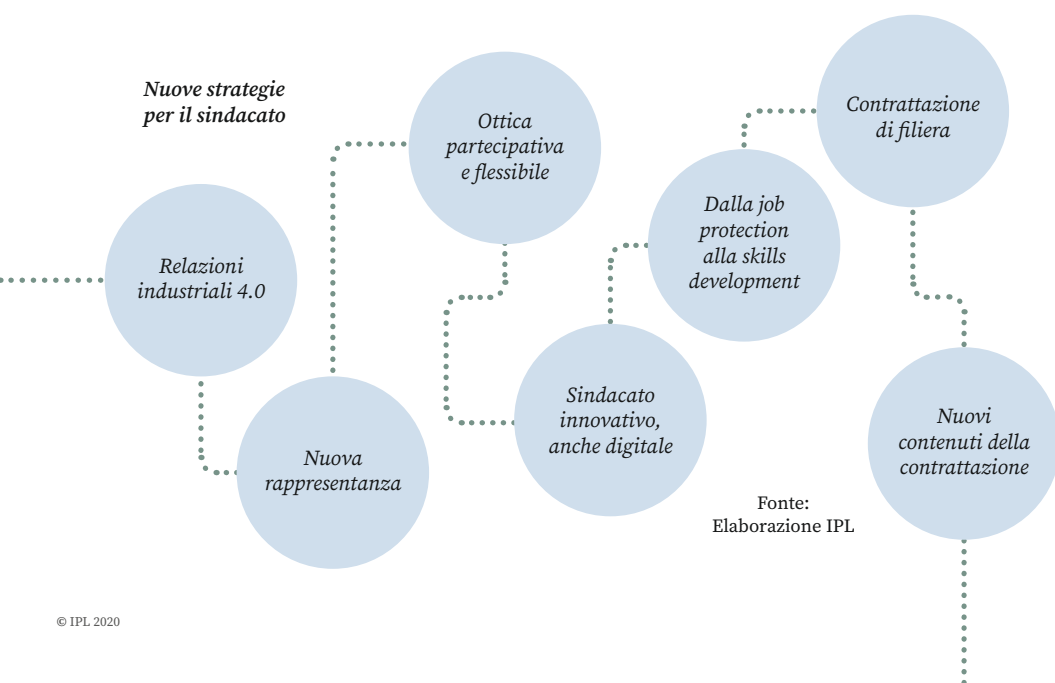 Nuove strategie
per il sindacato
Relazioni
industriali 4.0
Nuova
rappresentanza
Ottica
partecipativa
e flessibile
Sindacato
innovativo,
anche digitale
Dalla job
protection
alla skills
development
Contrattazione
di filiera
Nuovi
contenuti della
contrattazione
Fonte:
Elaborazione IPL
© IPL 2020